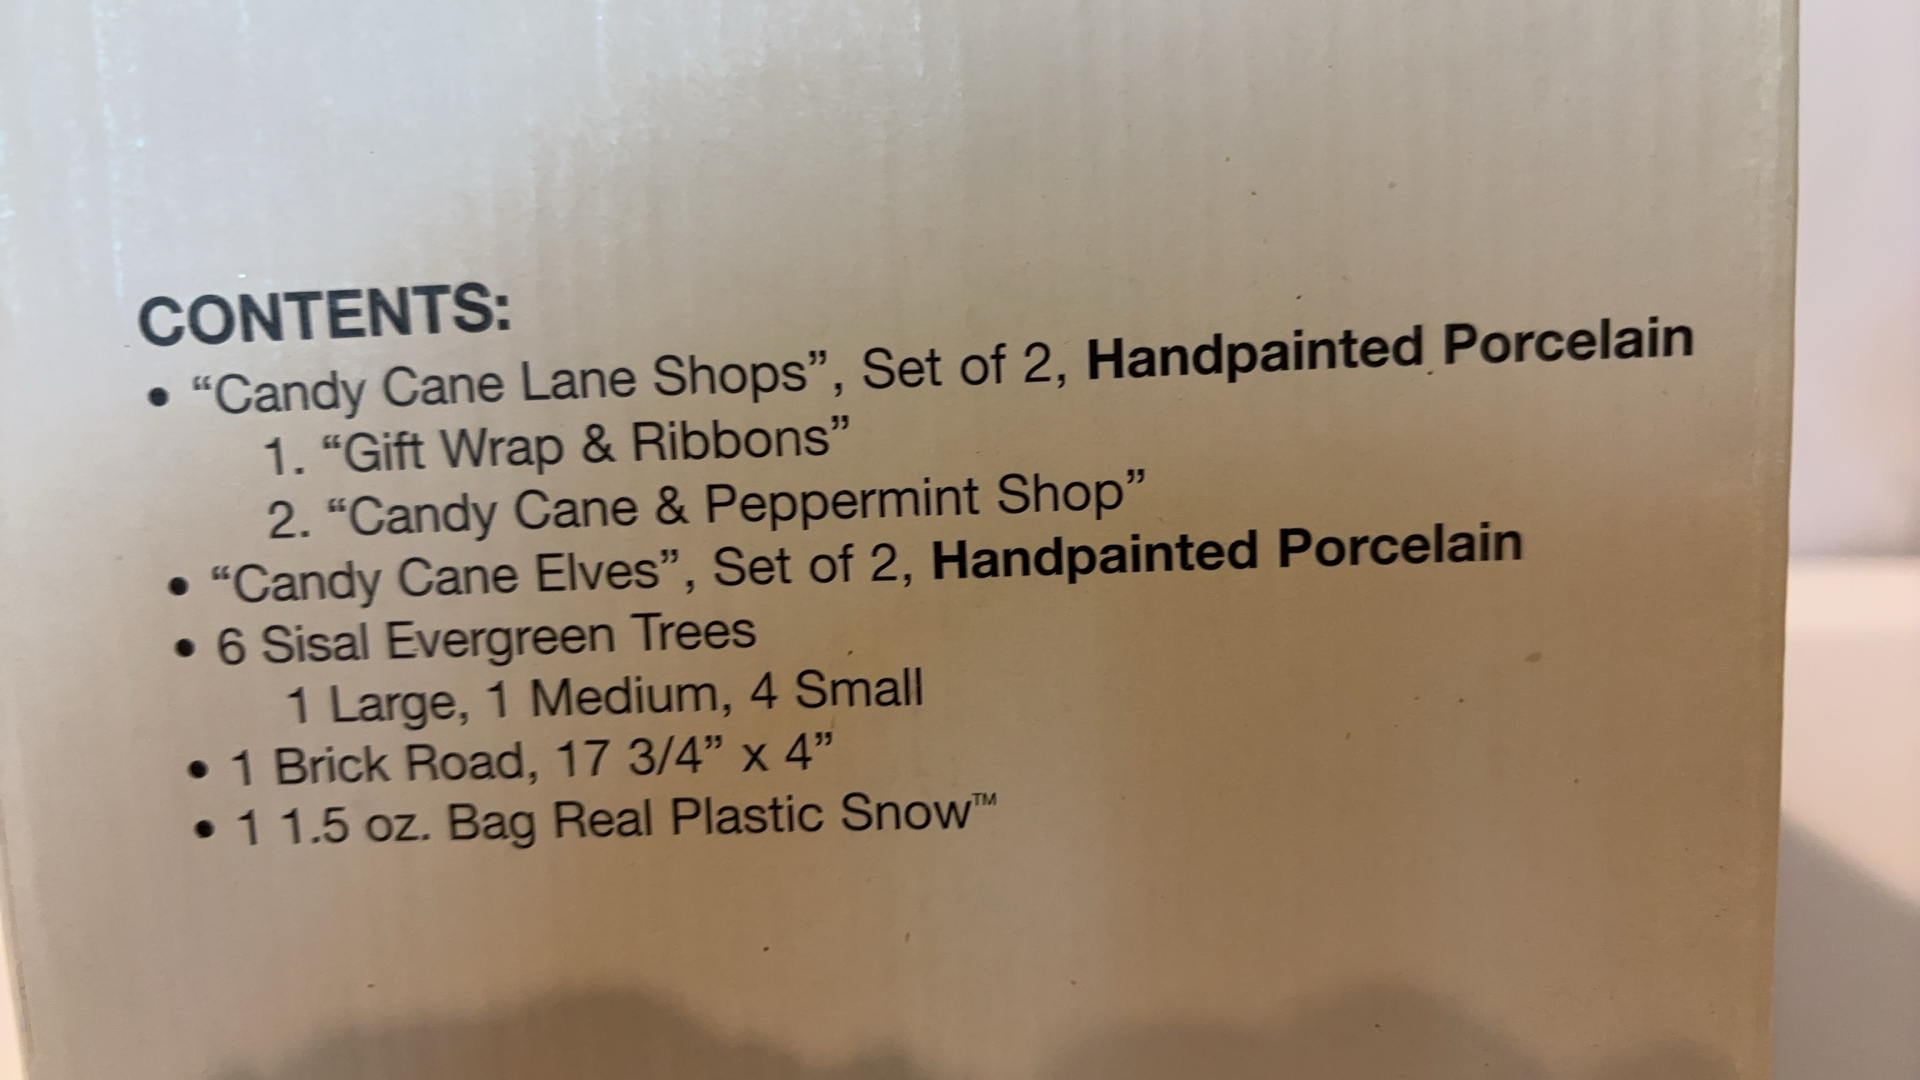 CONTENTS:
• “Candy Cane Lane Shops”, Set of 2, Handpainted Porcelain
1. “Gift Wrap & Ribbons”
2. “Candy Cane & Peppermint Shop”
• “Candy Cane Elves”, Set of 2, Handpainted Porcelain
• 6 Sisal Evergreen Trees
1 Large, 1 Medium, 4 Small
• 1 Brick Road, 17 3/4” x 4”
• 1 1.5 oz. Bag Real Plastic Snow™